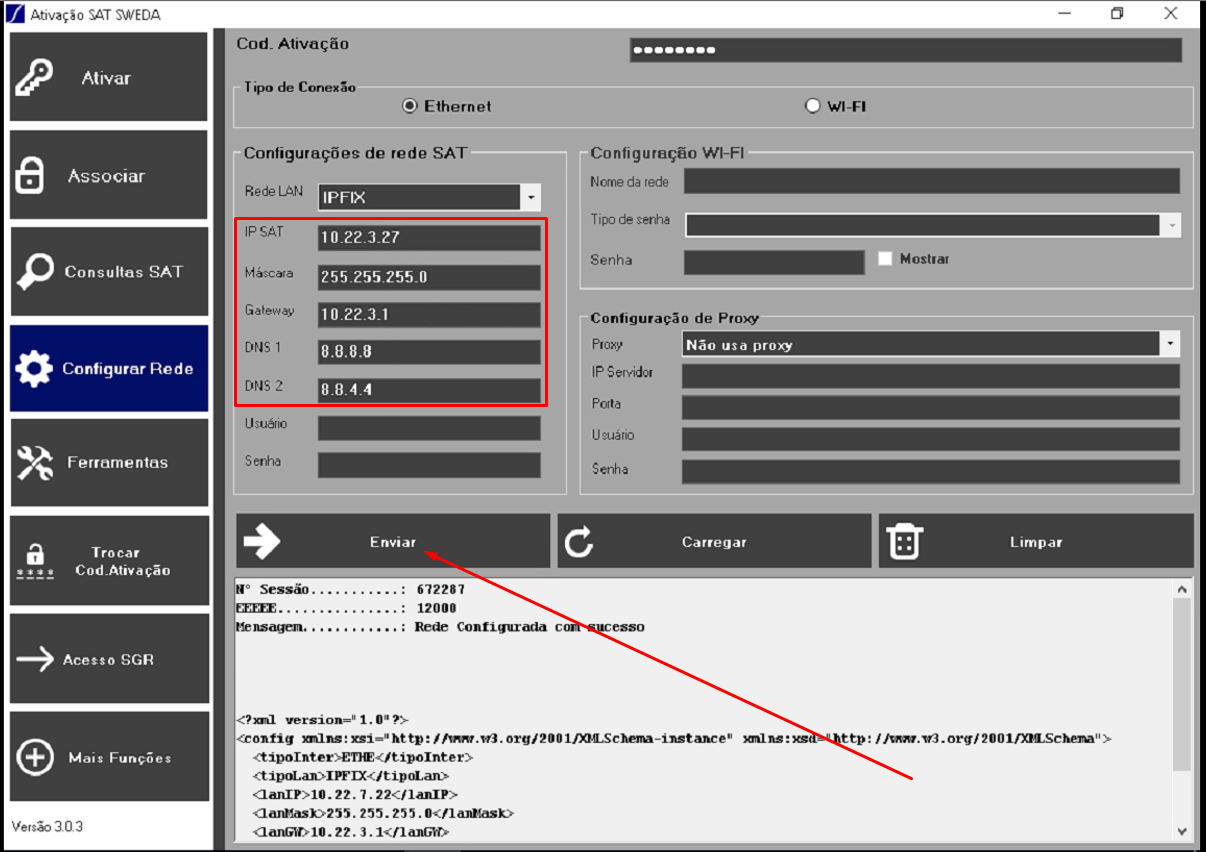 Ativação SAT SWEDA
Ativar
Associar
Consultas SAT
Configurar Rede
Ferramentas
Trocar
Cod.Ativação
Acesso SGR
Mais Funções
Versão 3.0.3
Cod. Ativação
Tipo de Conexão
Ethernet
WI-FI
Configurações de rede SAT
Rede LAN
IPFIX
IP SAT
10.22.3.27
Máscara
255.255.255.0
Gateway
10.22.3.1
DNS 1
8.8.8.8
DNS 2
8.8.4.4
Usuário
Senha
Configuração WI-FI
Nome da rede
Tipo de senha
Senha
Mostrar
Configuração de Proxy
Proxy
Não usa proxy
IP Servidor
Porta
Usuário
Senha
Enviar
Carregar
Limpar
N° Sessão...........: 672287
EEEEE...............: 12000
Mensagem............: Rede Configurada com sucesso
<?xml version="1.0"?>
<config xmlns:xsi="http://www.w3.org/2001/XMLSchema-instance" xmlns:xsd="http://www.w3.org/2001/XMLSchema">
<tipoInter>ETHE</tipoInter>
<tipoLan>IPFIX</tipoLan>
<lanIP>10.22.7.22</lanIP>
<lanMask>255.255.255.0</lanMask>
<lanGW>10.22.3.1</lanGW>